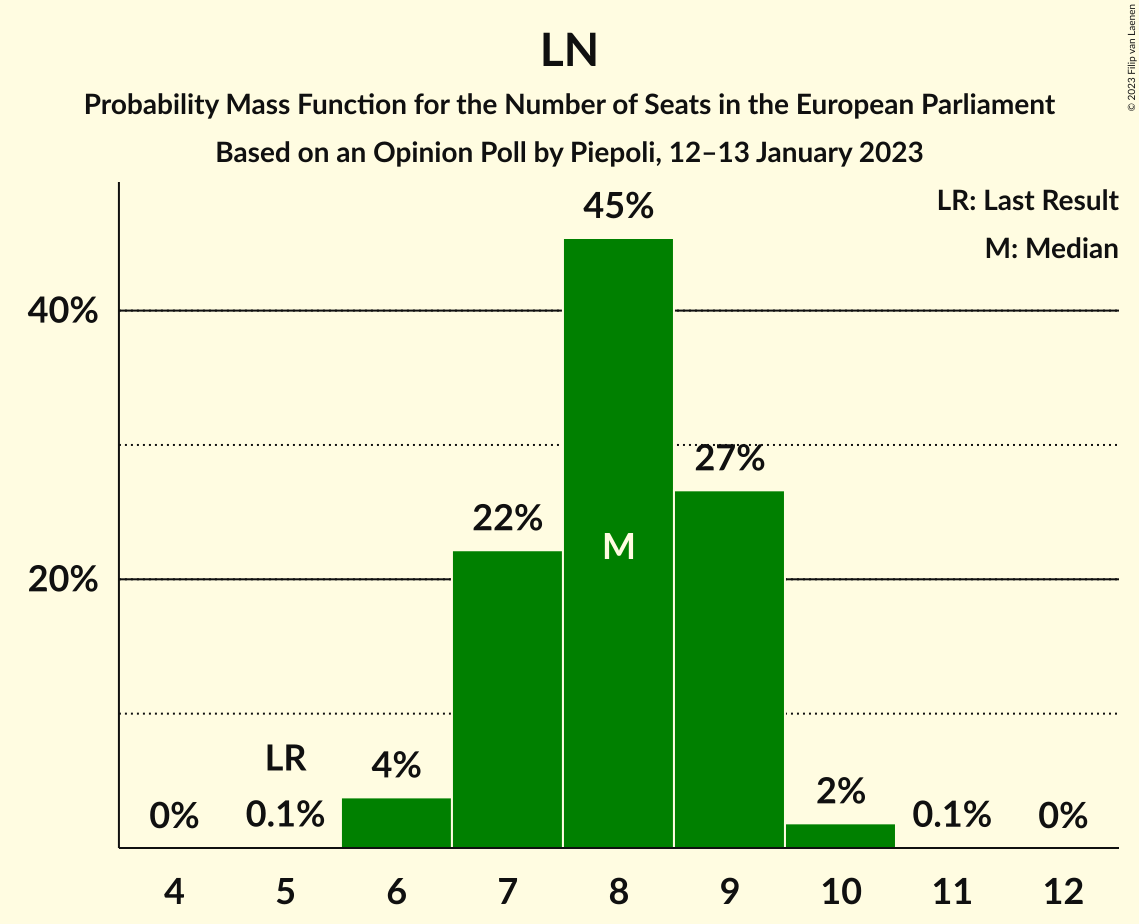 LN
Probability Mass Function for the Number of Seats in the European Parliament
Based on an Opinion Poll by Piepoli, 12–13 January 2023
© 2023 Filip van Laenen
LR: Last Result
M: Median
45%
40%
27%
22%
M
20%
LR
4%
2%
0%
0.1%
0.1%
0%
4 5 6 7 8 9 10 11 12